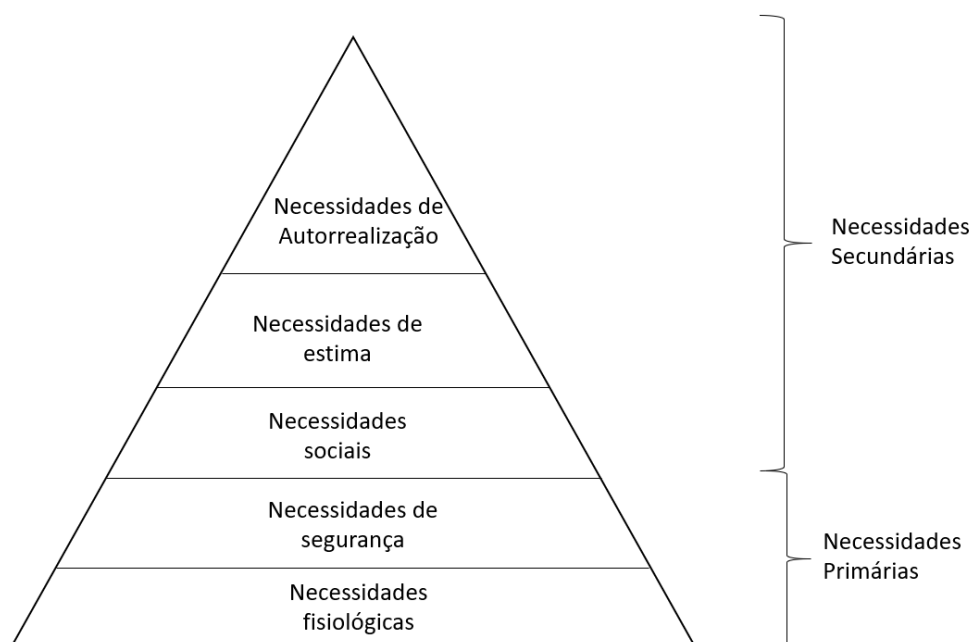 Necessidades de
Autorrealização
Necessidades de
estima
Necessidades
sociais
Necessidades de
segurança
Necessidades
fisiológicas
Necessidades
Secundárias
Necessidades
Primárias